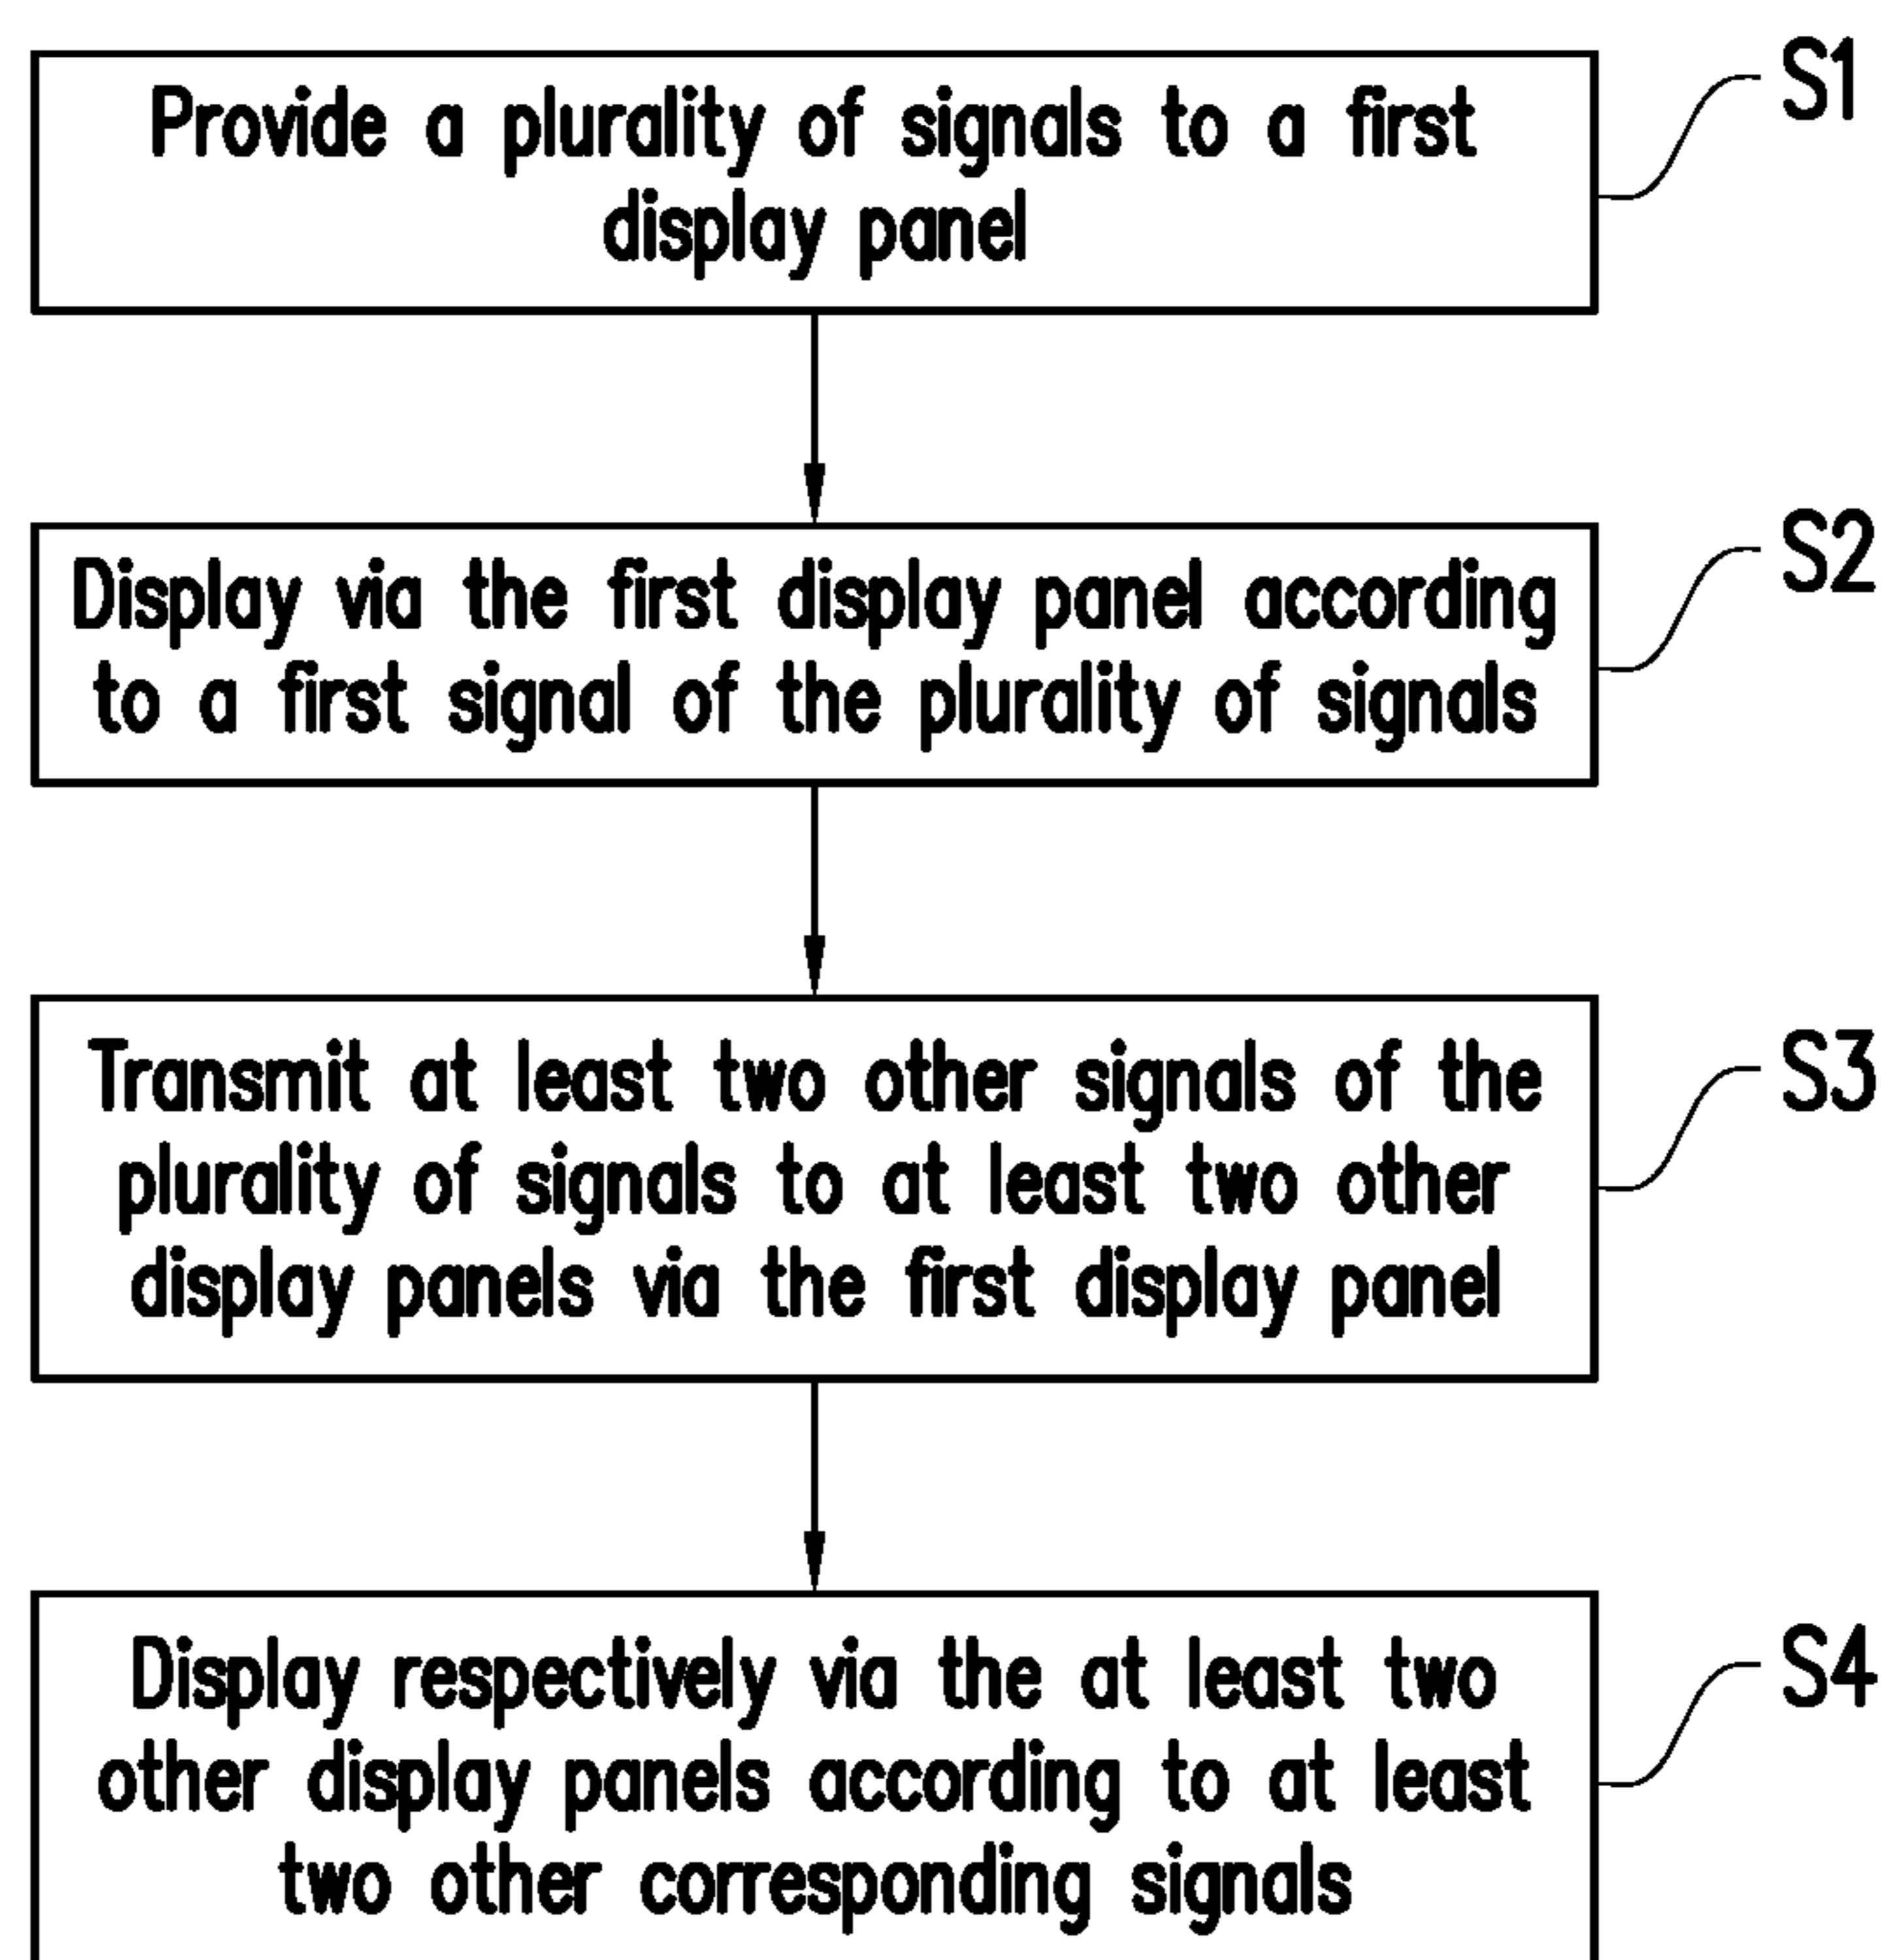 Provide a plurality of signals to a first
display panel
S1
Display via the first display panel according
to a first signal of the plurality of signals
S2
Transmit at least two other signals of the
plurality of signals to at least two other
display panels via the first display panel
S3
Display respectively via the at least two
other display panels according to at least
two other corresponding signals
S4